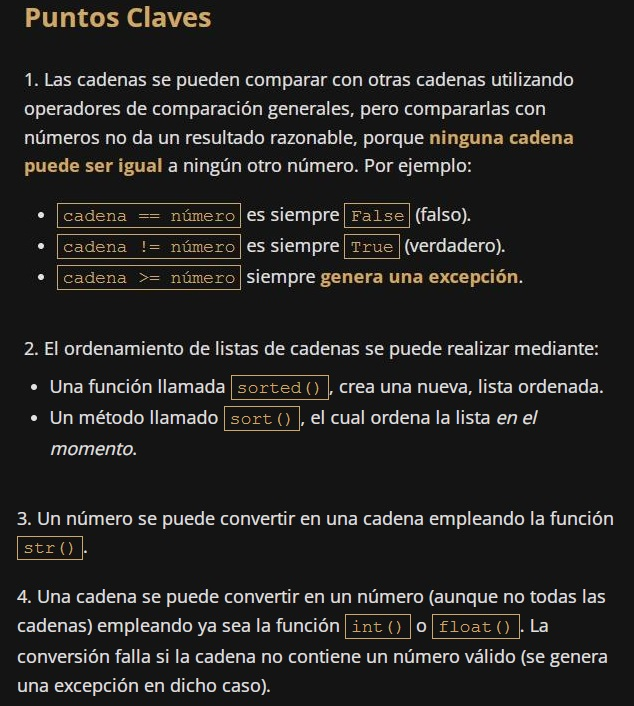 Puntos Claves
1. Las cadenas se pueden comparar con otras cadenas utilizando
operadores de comparación generales, pero compararlas con
números no da un resultado razonable, porque ninguna cadena
puede ser igual a ningún otro número. Por ejemplo:
• cadena == número es siempre False (falso).
• cadena != número es siempre True (verdadero).
• cadena >= número siempre genera una excepción.
2. El ordenamiento de listas de cadenas se puede realizar mediante:
• Una función llamada sorted(), crea una nueva, lista ordenada.
• Un método llamado sort(), el cual ordena la lista en el
momento.
3. Un número se puede convertir en una cadena empleando la función
str().
4. Una cadena se puede convertir en un número (aunque no todas las
cadenas) empleando ya sea la función int() o float(). La
conversión falla si la cadena no contiene un número válido (se genera
una excepción en dicho caso).